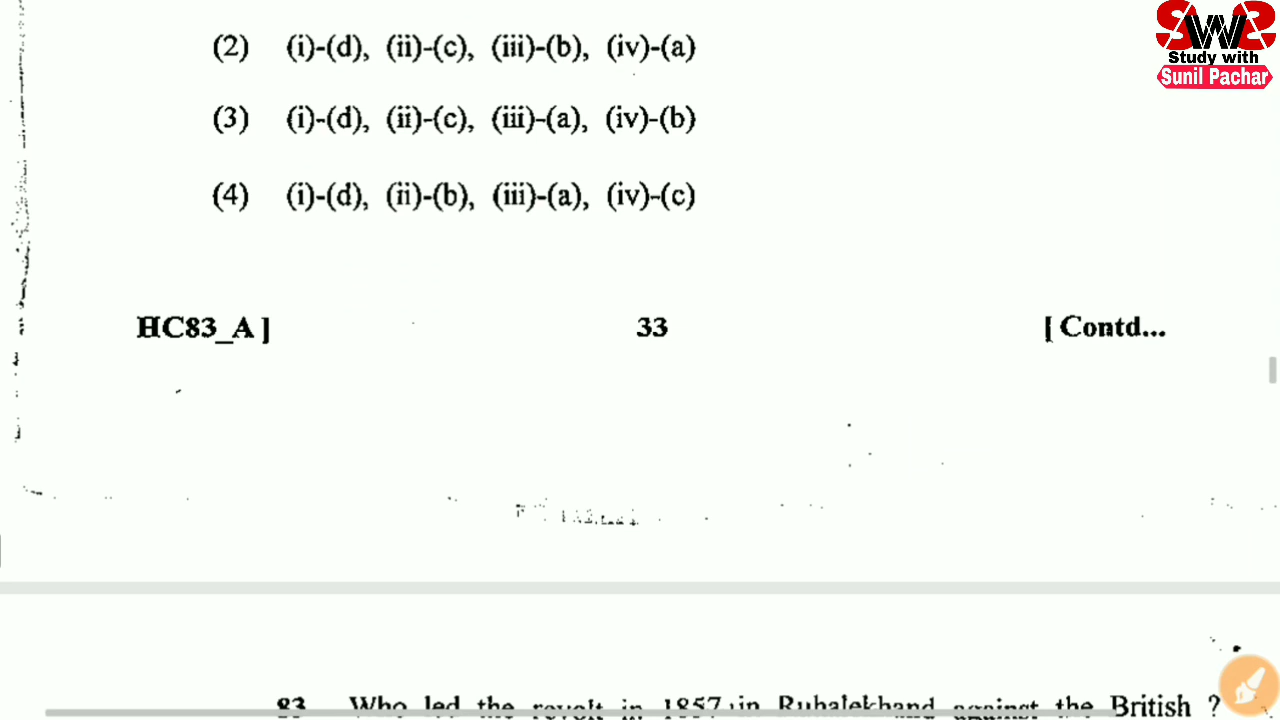 SWS
Study with
Sunil Pachar
(2) (i)-(d), (ii)-(c), (iii)-(b), (iv)-(a)
(3) (i)-(d), (ii)-(c), (iii)-(a), (iv)-(b)
(4) (i)-(d), (ii)-(b), (iii)-(a), (iv)-(c)
HC83_A ] 33 [ Contd...
83 Who led the revolt in 1857 in Ruhalekhand against the British ?